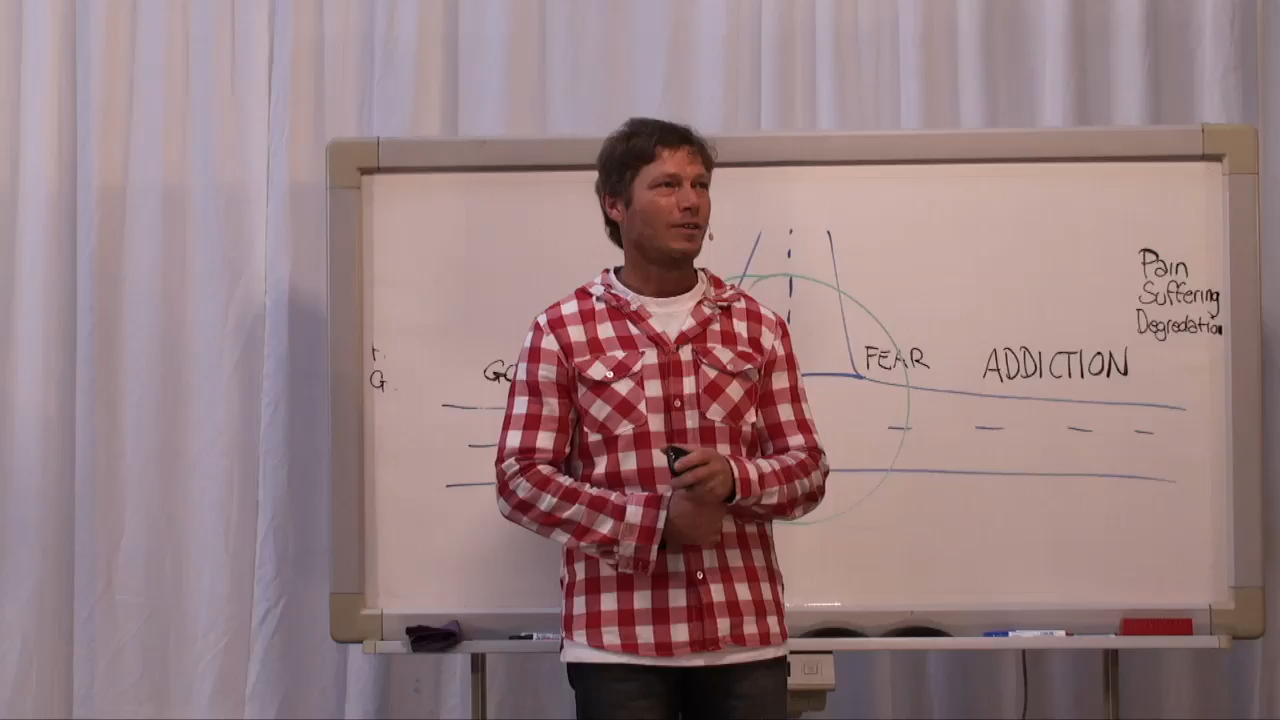 Pain
Suffering
Degradation
FEAR
ADDICTION
G.